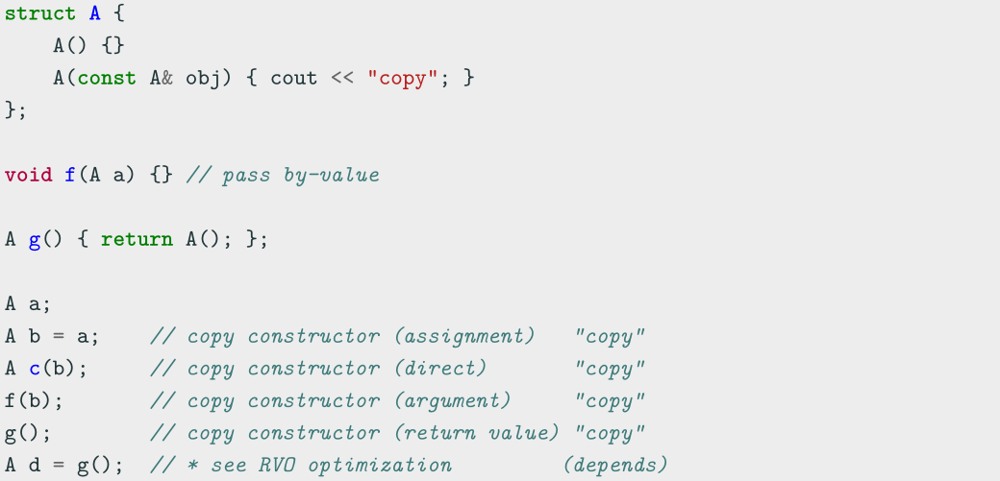 struct A {
    A() {}
    A(const A& obj) { cout << "copy"; }
};
void f(A a) {} // pass by-value
A g() { return A(); };
A a;
A b = a;    // copy constructor (assignment)   "copy"
A c(b);     // copy constructor (direct)       "copy"
f(b);       // copy constructor (argument)     "copy"
g();        // copy constructor (return value) "copy"
A d = g();  // * see RVO optimization         (depends)